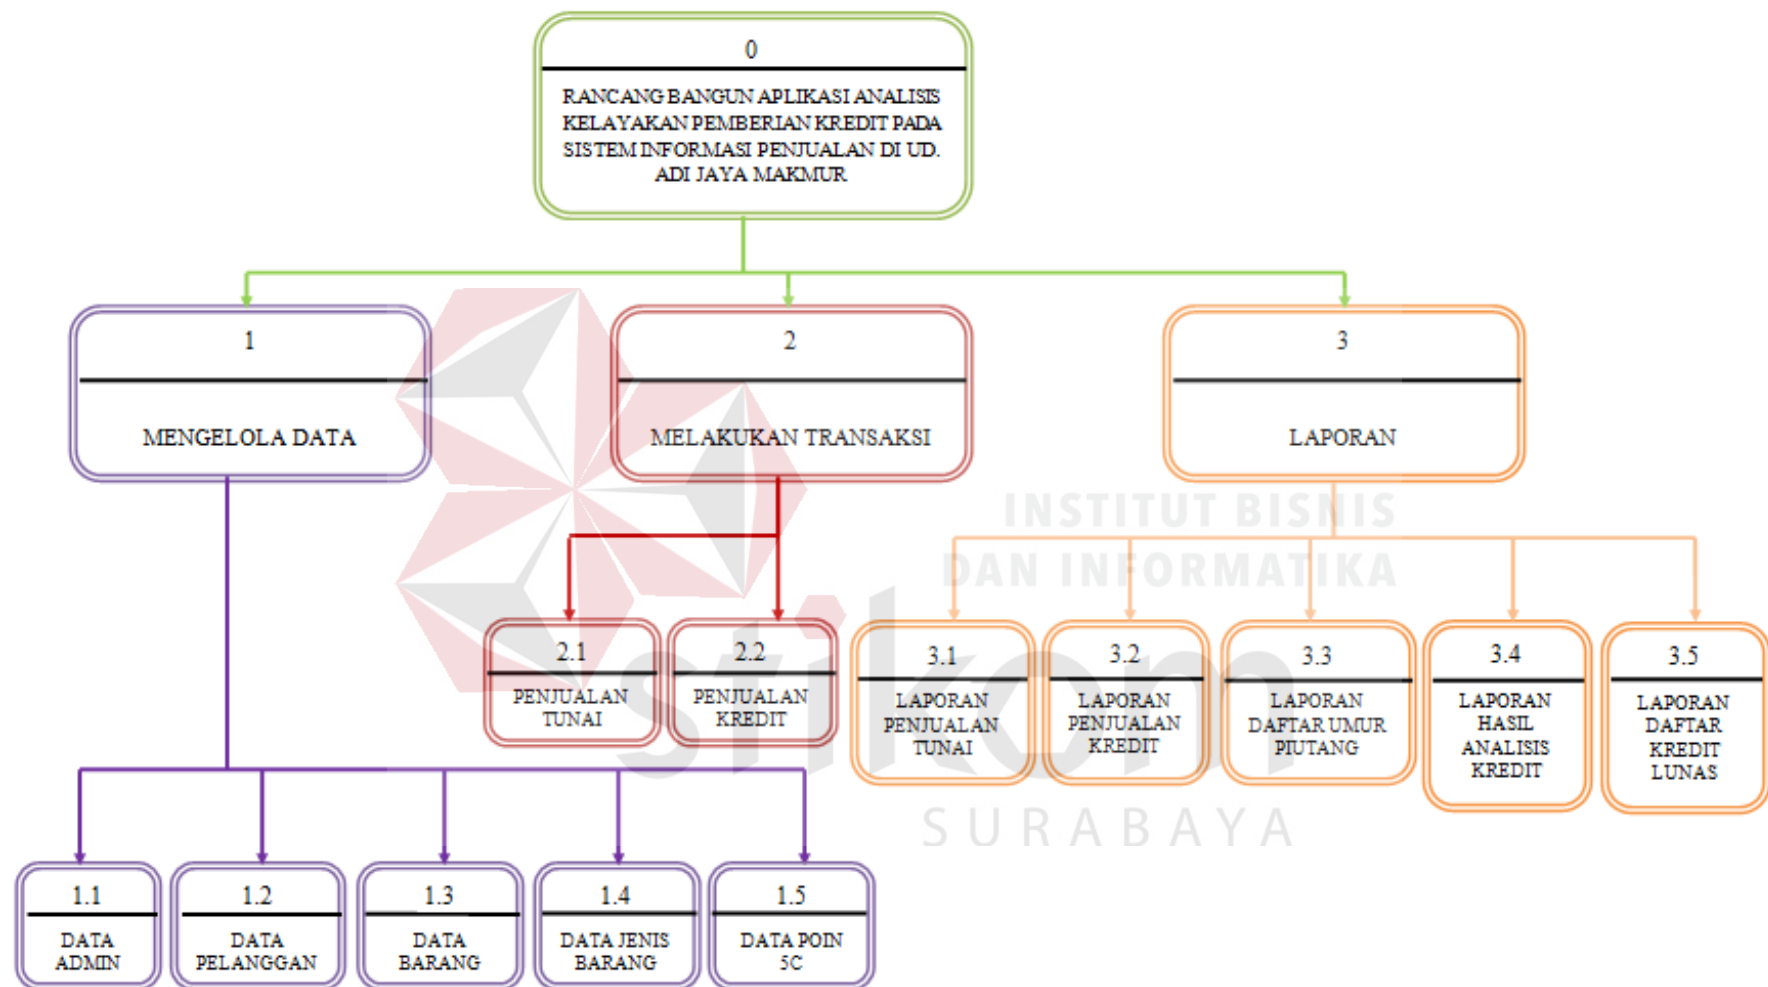 0
RANCANG BANGUN APLIKASI ANALISIS
KELAYAKAN PEMBERIAN KREDIT PADA
SISTEM INFORMASI PENJUALAN DI UD.
ADI JAYA MAKMUR
1
MENGELOLA DATA
2
MELAKUKAN TRANSAKSI
3
LAPORAN
INSTITUT BISNIS
DAN INFORMATIKA
stikom
SURABAYA
2.1
PENJUALAN
TUNAI
2.2
PENJUALAN
KREDIT
3.1
LAPORAN
PENJUALAN
TUNAI
3.2
LAPORAN
PENJUALAN
KREDIT
3.3
LAPORAN
DAFTAR UMUR
PIUTANG
3.4
LAPORAN
HASIL
ANALISIS
KREDIT
3.5
LAPORAN
DAFTAR
KREDIT
LUNAS
1.1
DATA
ADMIN
1.2
DATA
PELANGGAN
1.3
DATA
BARANG
1.4
DATA JENIS
BARANG
1.5
DATA POIN
5C